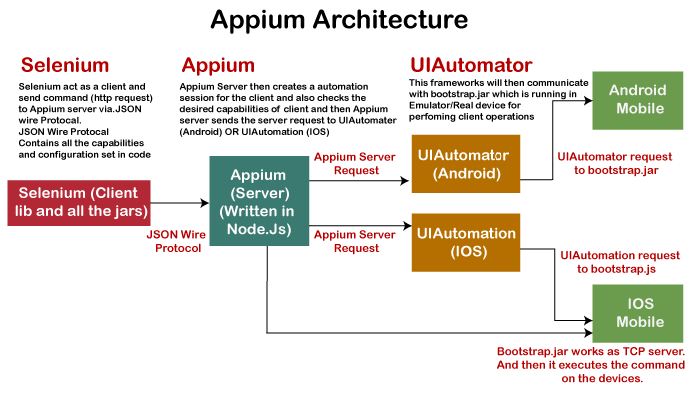 Appium Architecture
Selenium
Selenium act as a client and
send command (http request)
to Appium server via.JSON
wire Protocal.
JSON Wire Protocal
Contains all the capabilities
and configuration set in code
Appium
Appium Server then creates a automation
session for the client and also checks the
desired capabilities of client and then Appium
server sends the server request to UIAutomater
(Android) OR UIAutomation (IOS)
UIAutomator
This frameworks will then communicate
with bootstrap.jar which is running in
Emulator/Real device for
perfoming client operations
Android
Mobile
UIAutomator request
to bootstrap.jar
Selenium (Client
lib and all the jars)
JSON Wire
Protocol
Appium
(Server)
(Written in
Node.Js)
Appium Server
Request
UIAutomator
(Android)
Appium Server
Request
UIAutomation
(IOS)
UIAutomation request
to bootstrap.js
IOS
Mobile
Bootstrap.jar works as TCP server.
And then it executes the command
on the devices.